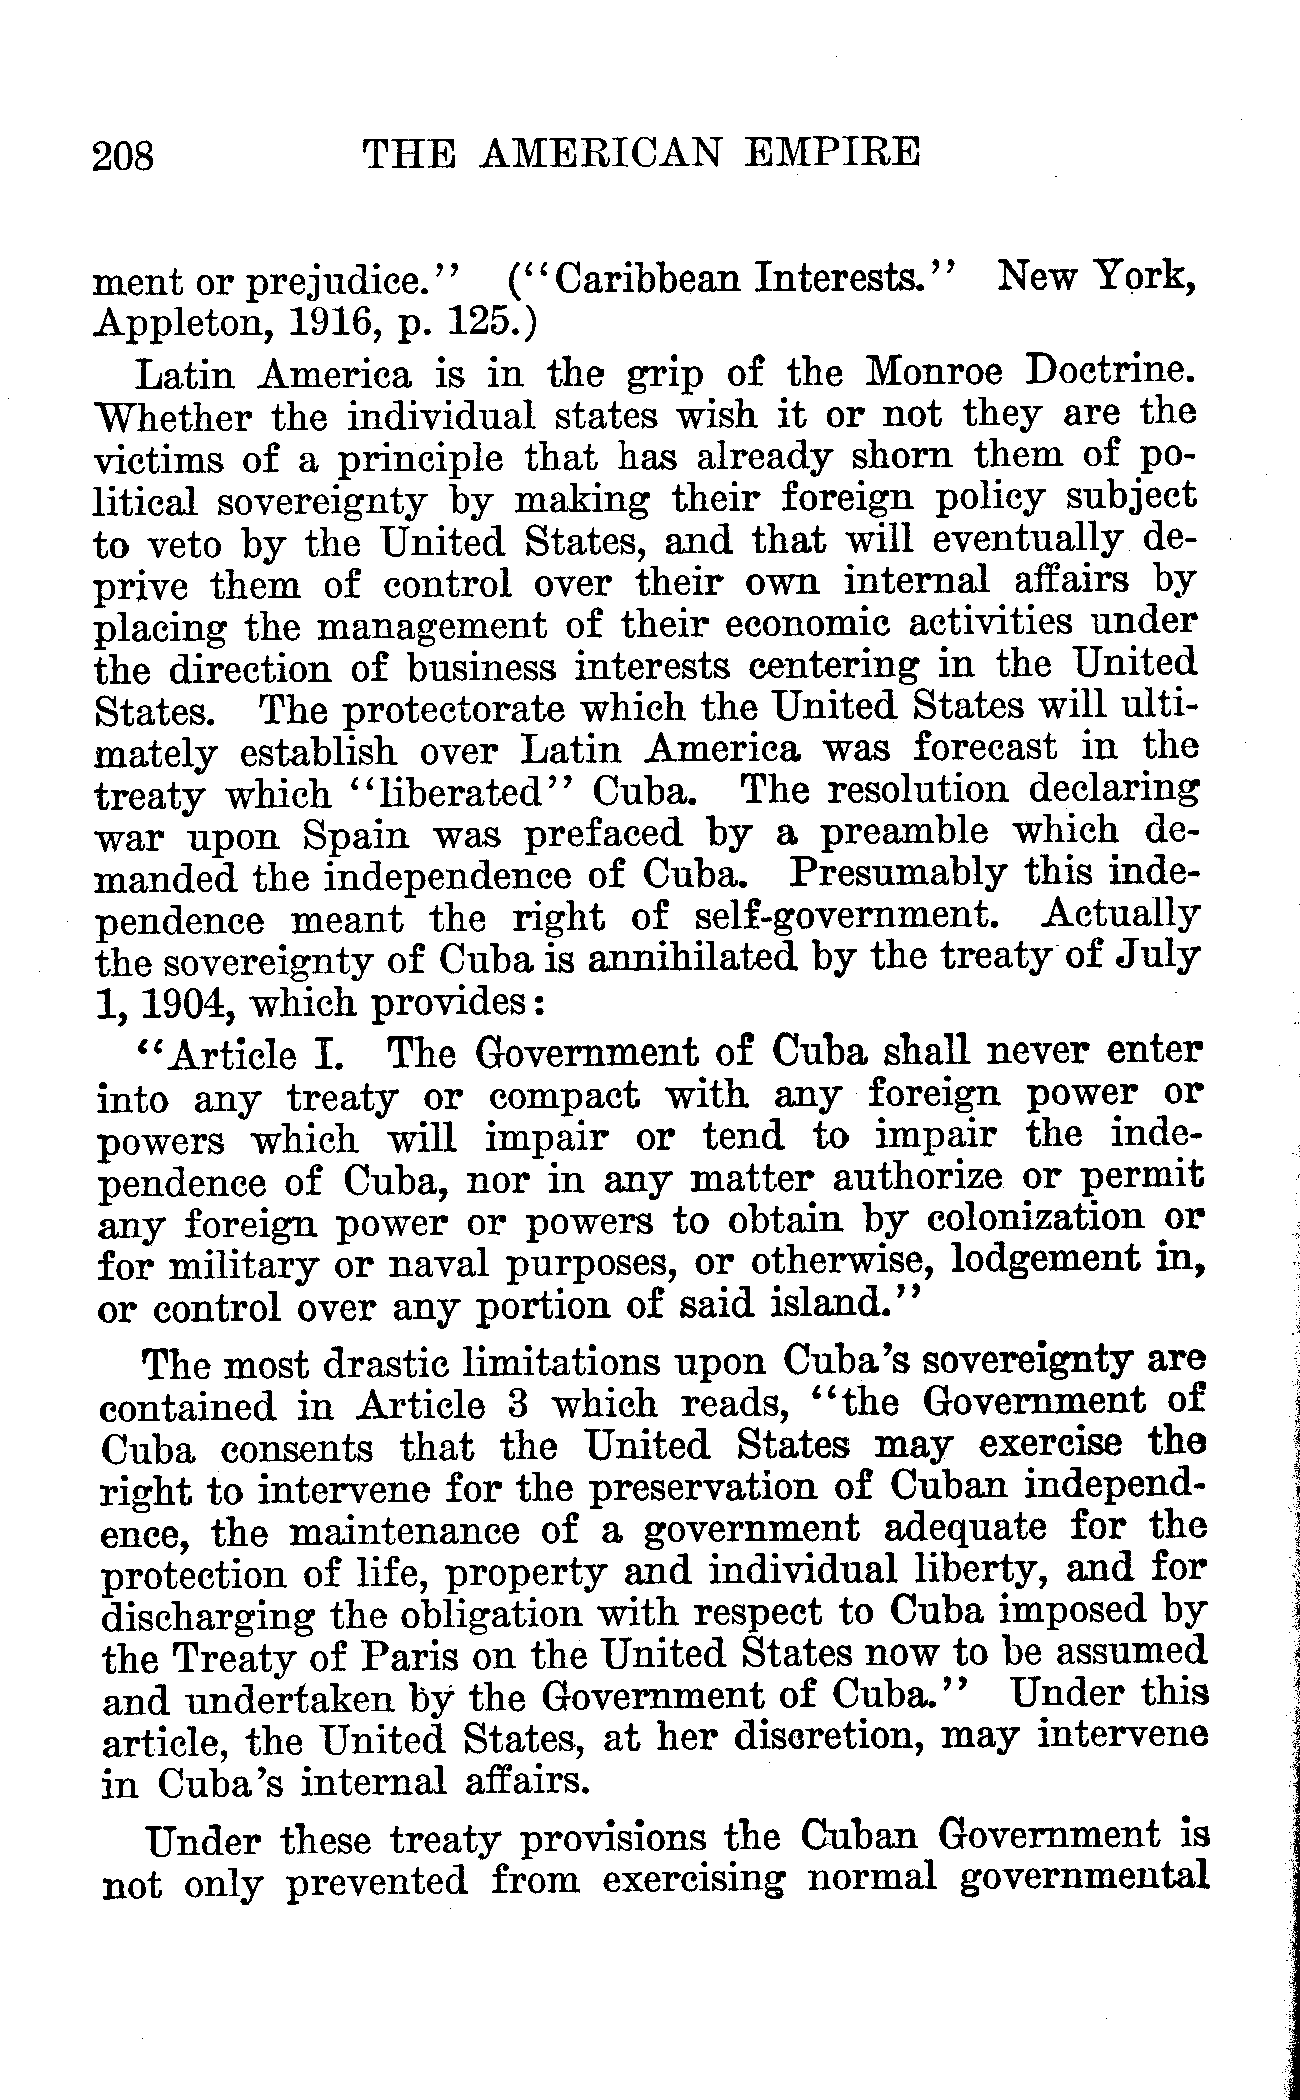 208 THE AMERICAN EMPIRE
ment or prejudice." ("Caribbean Interests." New York,
Appleton, 1916, p. 125.)
Latin America is in the grip of the Monroe Doctrine.
Whether the individual states wish it or not they are the
victims of a principle that has already shorn them of po-
litical sovereignty by making their foreign policy subject
to veto by the United States, and that will eventually de-
prive them of control over their own internal affairs by
placing the management of their economic activities under
the direction of business interests centering in the United
States. The protectorate which the United States will ulti-
mately establish over Latin America was forecast in the
treaty which "liberated" Cuba. The resolution declaring
war upon Spain was prefaced by a preamble which de-
manded the independence of Cuba. Presumably this inde-
pendence meant the right of self-government. Actually
the sovereignty of Cuba is annihilated by the treaty of July
1, 1904, which provides:
"Article I. The Government of Cuba shall never enter
into any treaty or compact with any foreign power or
powers which will impair or tend to impair the inde-
pendence of Cuba, nor in any matter authorize or permit
any foreign power or powers to obtain by colonization or
for military or naval purposes, or otherwise, lodgement in,
or control over any portion of said island."
The most drastic limitations upon Cuba's sovereignty are
contained in Article 3 which reads, "the Government of
Cuba consents that the United States may exercise the
right to intervene for the preservation of Cuban independ-
ence, the maintenance of a government adequate for the
protection of life, property and individual liberty, and for
discharging the obligation with respect to Cuba imposed by
the Treaty of Paris on the United States now to be assumed
and undertaken by the Government of Cuba." Under this
article, the United States, at her discretion, may intervene
in Cuba's internal affairs.
Under these treaty provisions the Cuban Government is
not only prevented from exercising normal governmental